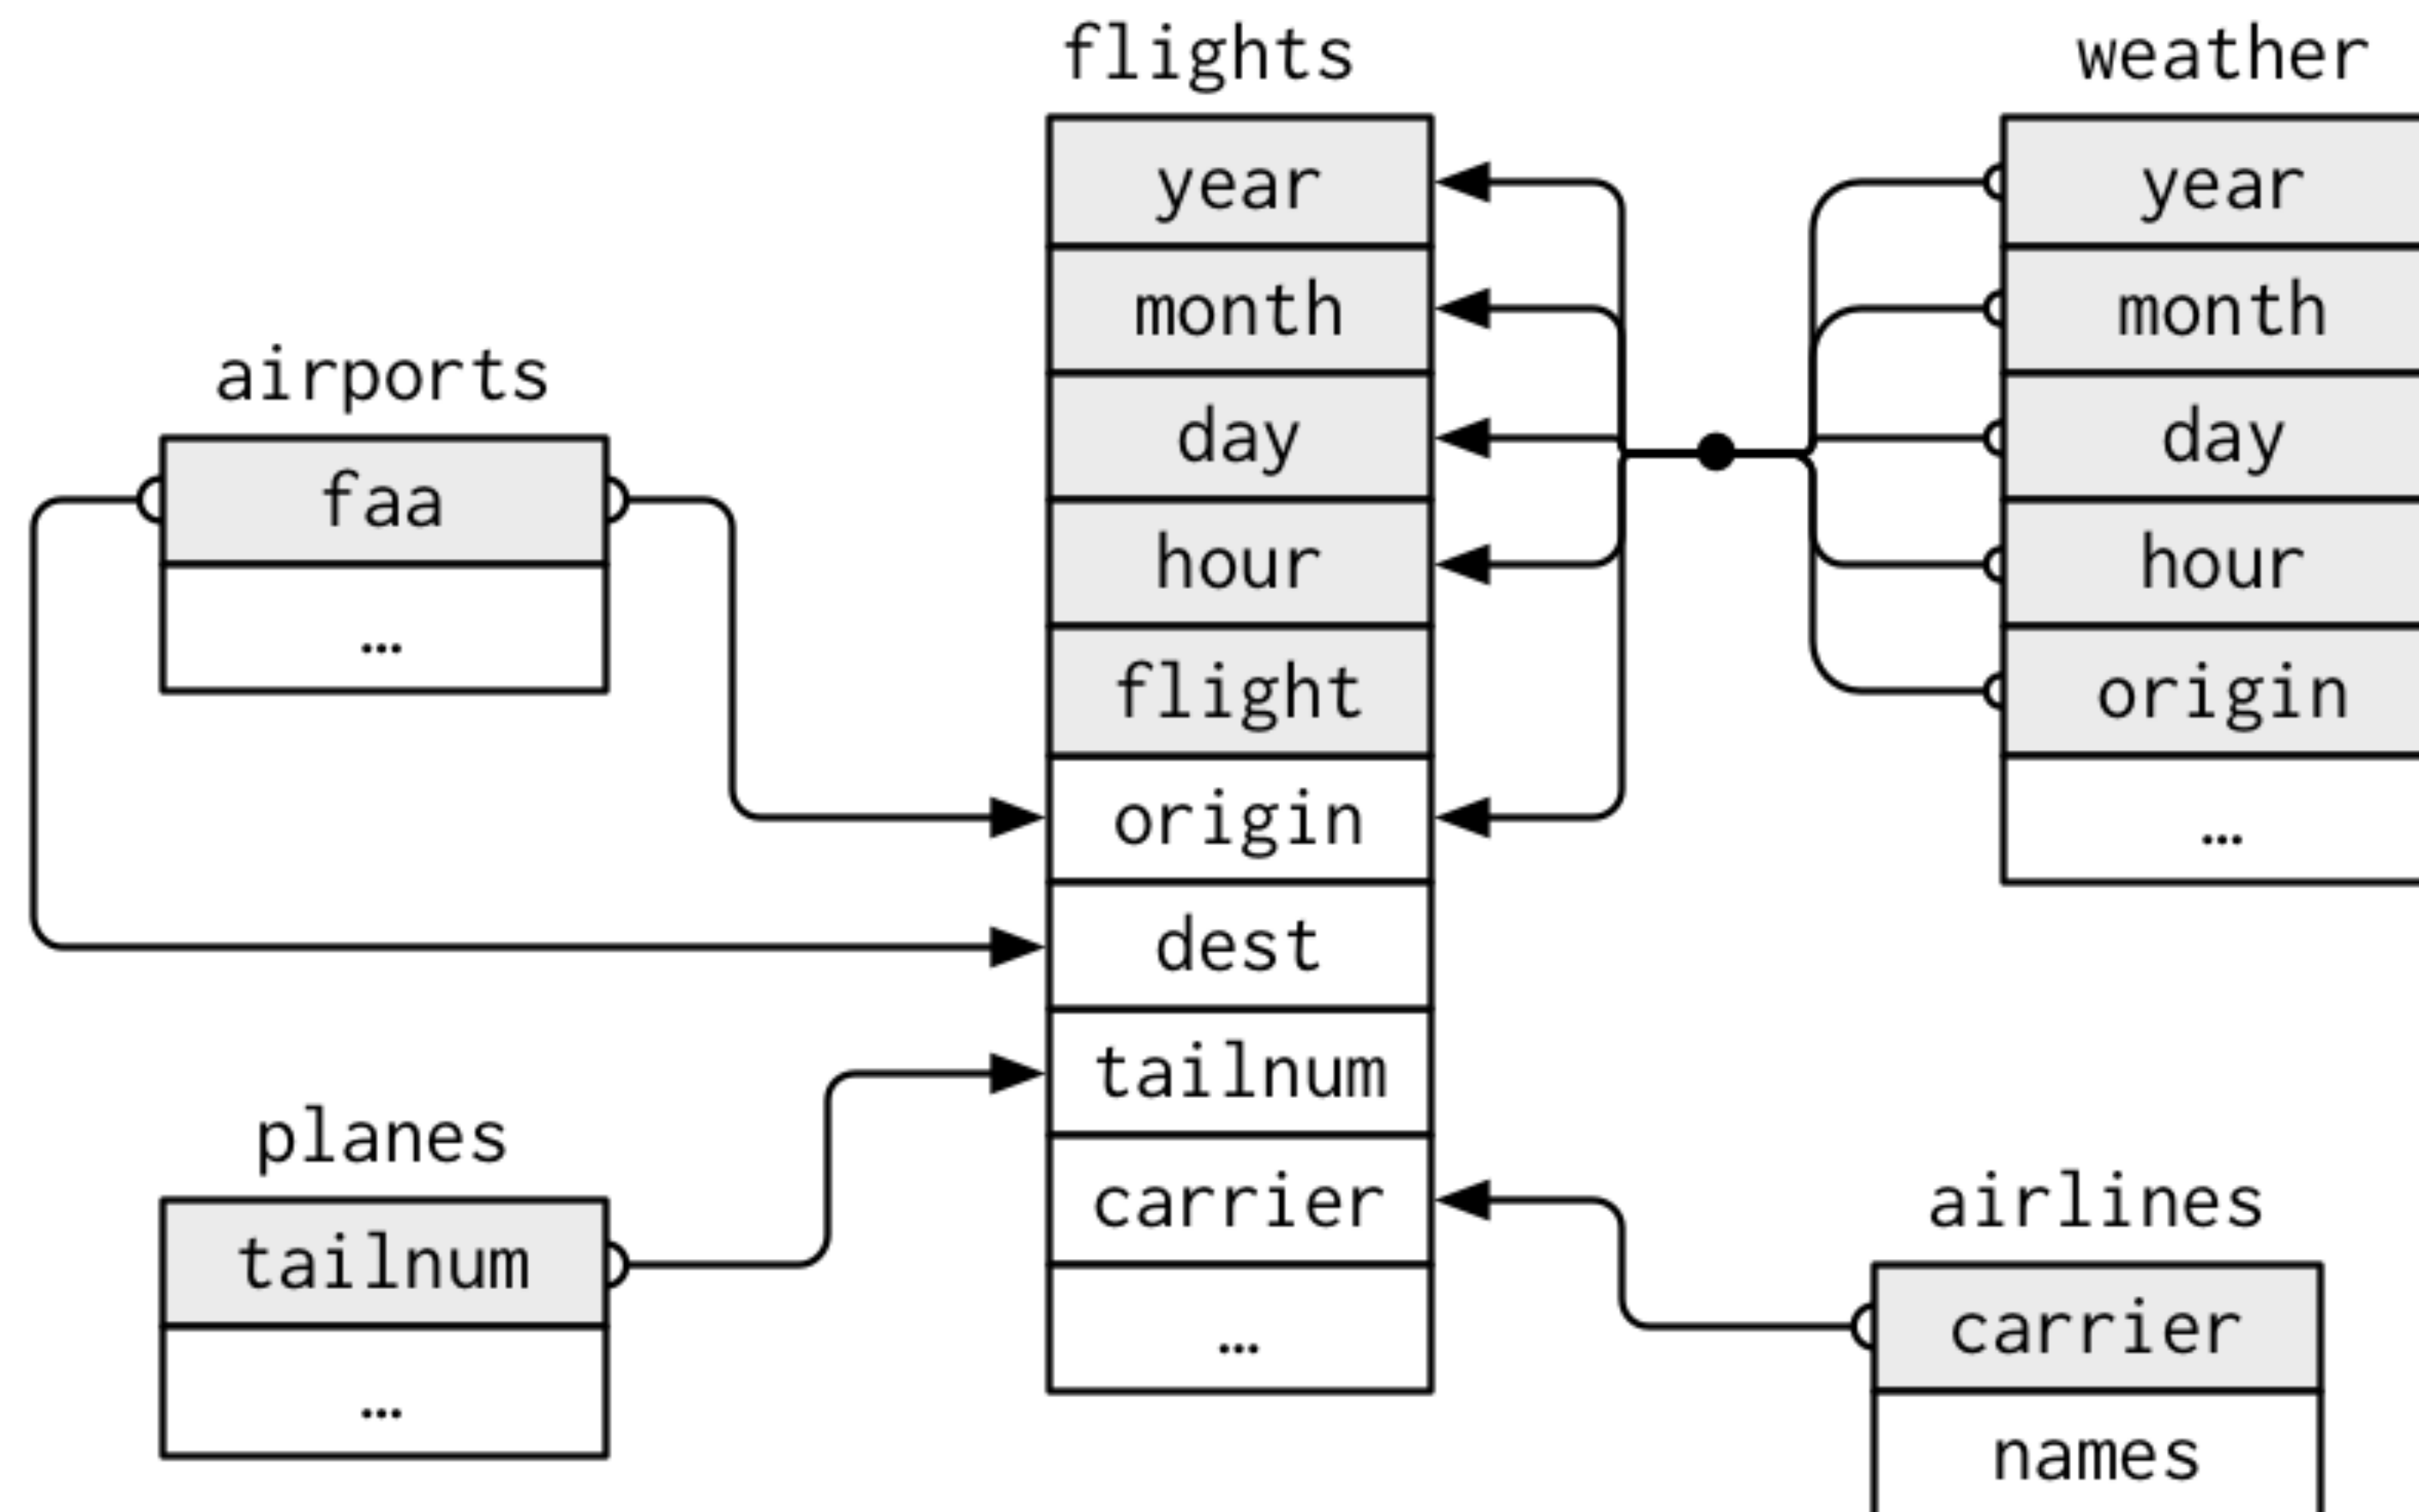 flights
year
month
day
hour
flight
origin
dest
tailnum
carrier
…
weather
year
month
day
hour
origin
…
airports
faa
…
planes
tailnum
…
airlines
carrier
names